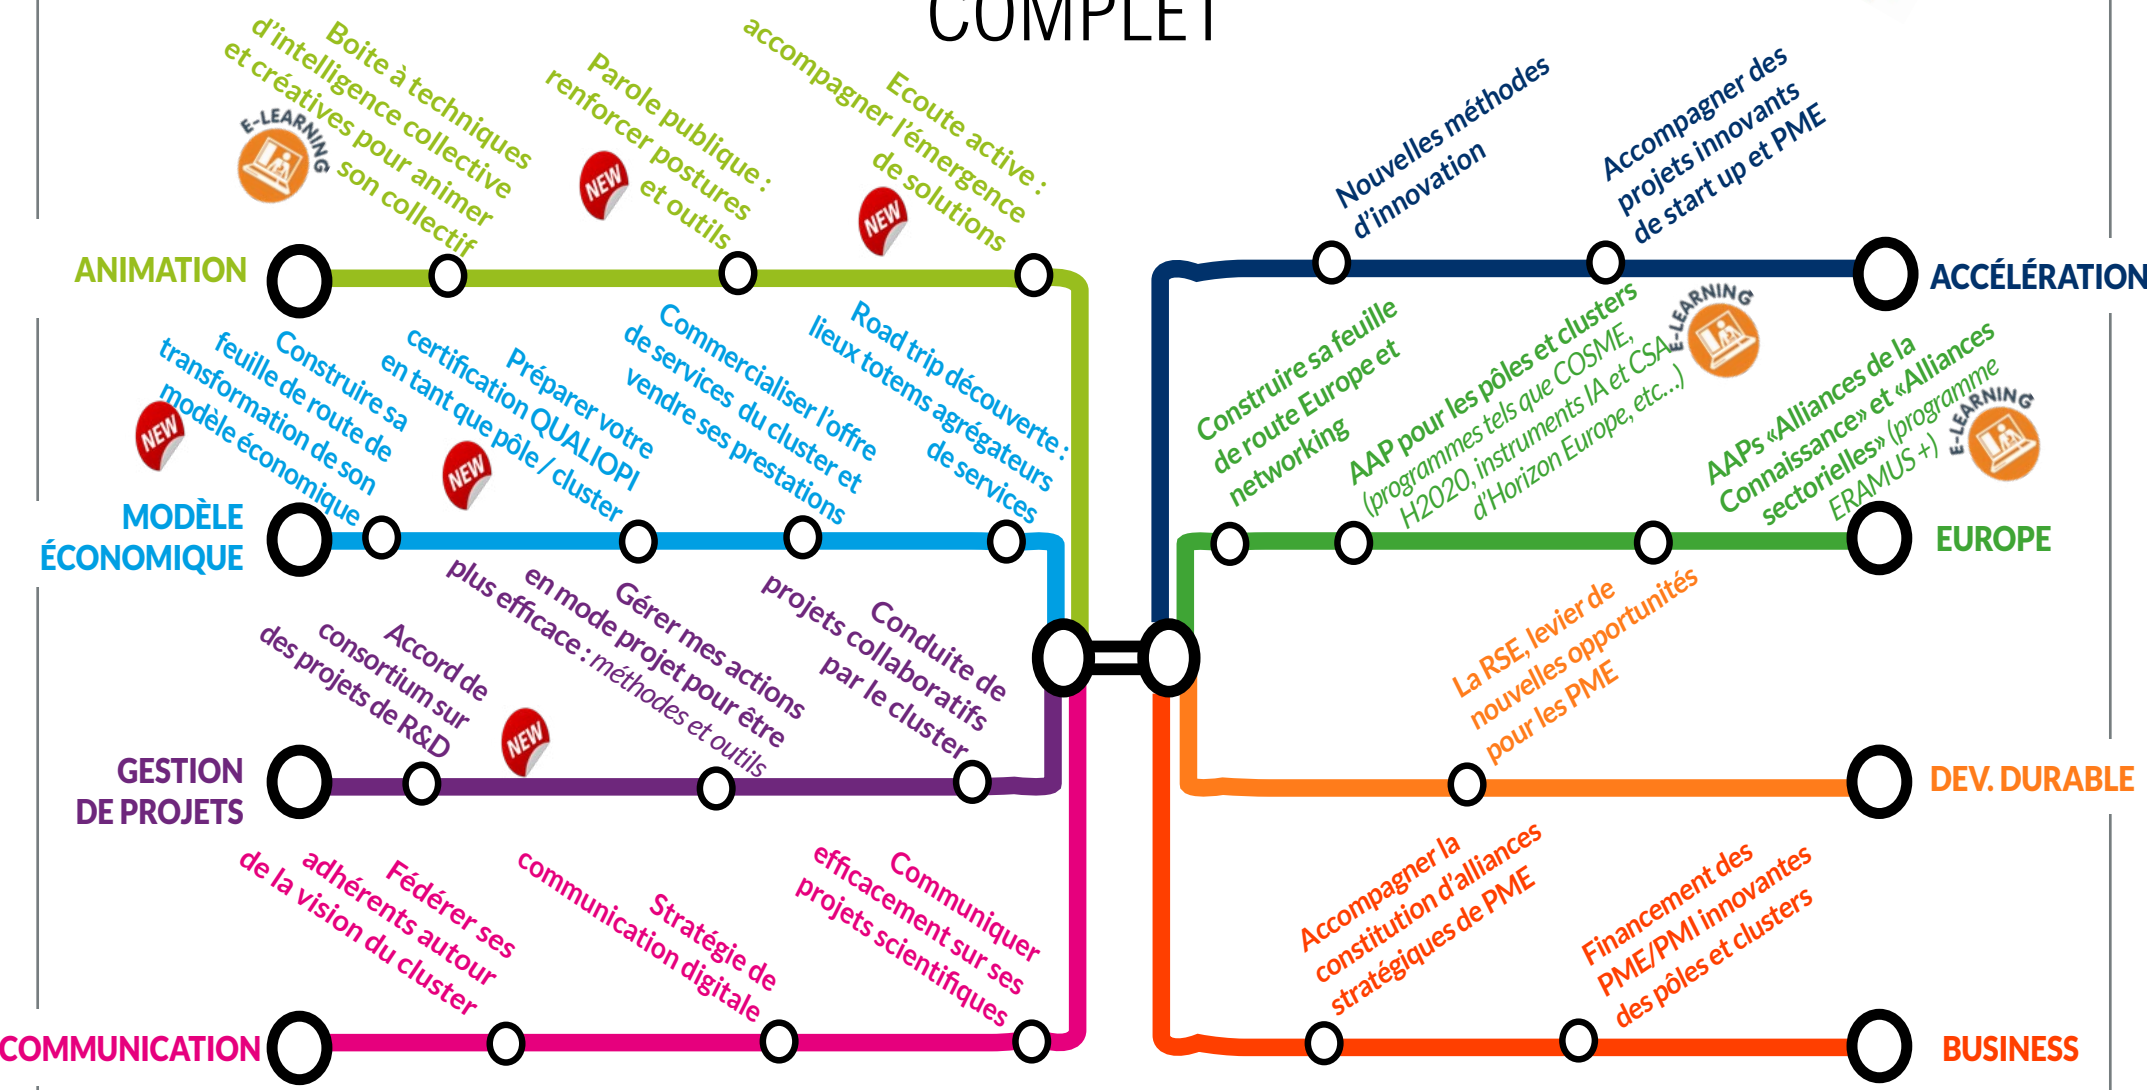 COMPLET
ANIMATION
Boite à techniques
d'intelligence collective
et créatives pour animer
son collectif
E-LEARNING
Parole publique :
renforcer postures
et outils
NEW
Ecoute active :
accompagner l'émergence
de solutions
NEW
MODÈLE
ÉCONOMIQUE
Construire sa
feuille de route de
transformation de son
modèle économique
NEW
Préparer votre
certification QUALIOPI
en tant que pôle / cluster
NEW
Commercialiser l'offre
de services du cluster et
vendre ses prestations
Road trip découverte :
lieux totems agrégateurs
de services
GESTION
DE PROJETS
Accord de
consortium sur
des projets de R&D
Gérer mes actions
en mode projet pour être
plus efficace : méthodes et outils
NEW
Conduite de
projets collaboratifs
par le cluster
COMMUNICATION
Fédérer ses
adhérents autour
de la vision du cluster
Stratégie de
communication digitale
Communiquer
efficacement sur ses
projets scientifiques
Nouvelles méthodes
d'innovation
Accompagner des
projets innovants
de start up et PME
ACCÉLÉRATION
Construire sa feuille
de route Europe et
networking
AAP pour les pôles et clusters
(programmes tels que COSME,
H2020, instruments IA et CSA
d'Horizon Europe, etc...)
E-LEARNING
AAPs «Alliances de la
Connaissance» et «Alliances
sectorielles» (programme
ERAMUS +)
E-LEARNING
EUROPE
La RSE, levier de
nouvelles opportunités
pour les PME
DEV. DURABLE
Accompagner la
constitution d'alliances
stratégiques de PME
Financement des
PME/PMI innovantes
des pôles et clusters
BUSINESS